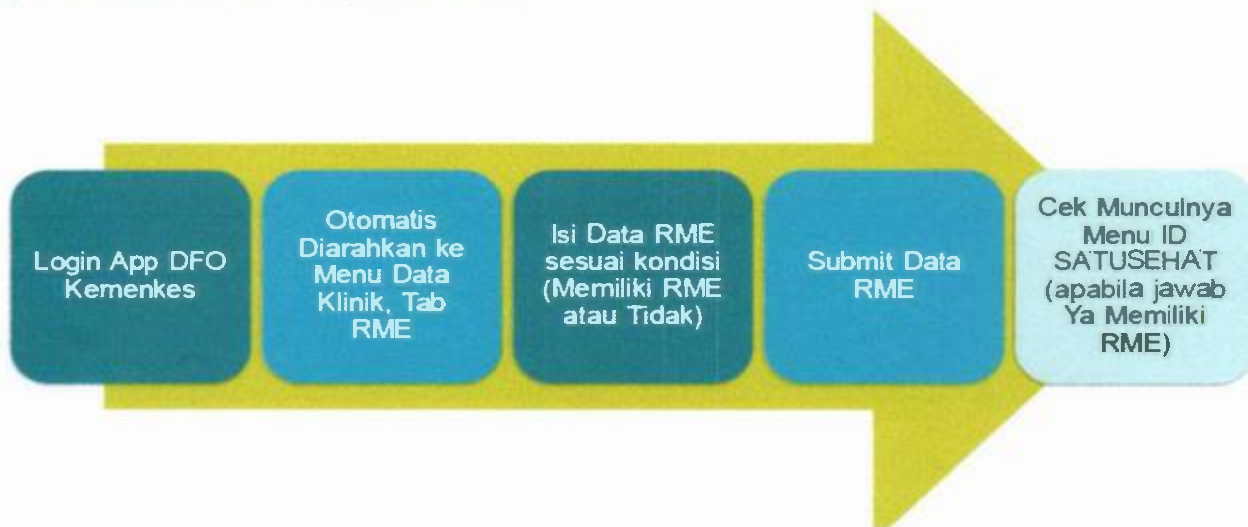 Login App DFO
Kemenkes
Otomatis
Diarahkan ke
Menu Data
Klinik, Tab
RME
Isi Data RME
sesuai kondisi
(Memiliki RME
atau Tidak)
Submit Data
RME
Cek Munculnya
Menu ID
SATUSEHAT
(apabila jawab
Ya Memiliki
RME)